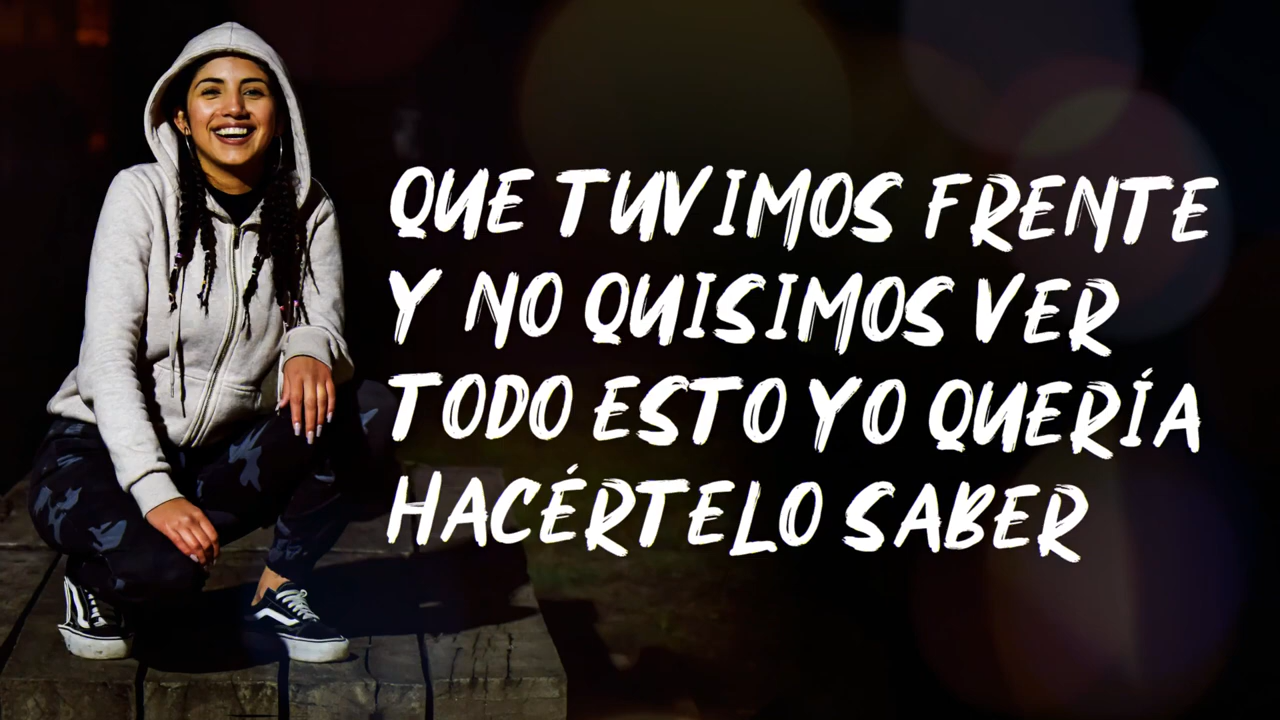 QUE TUVIMOS FRENTE
Y NO QUISIMOS VER
TODO ESTO YO QUERÍA
HACÉRTELO SABER